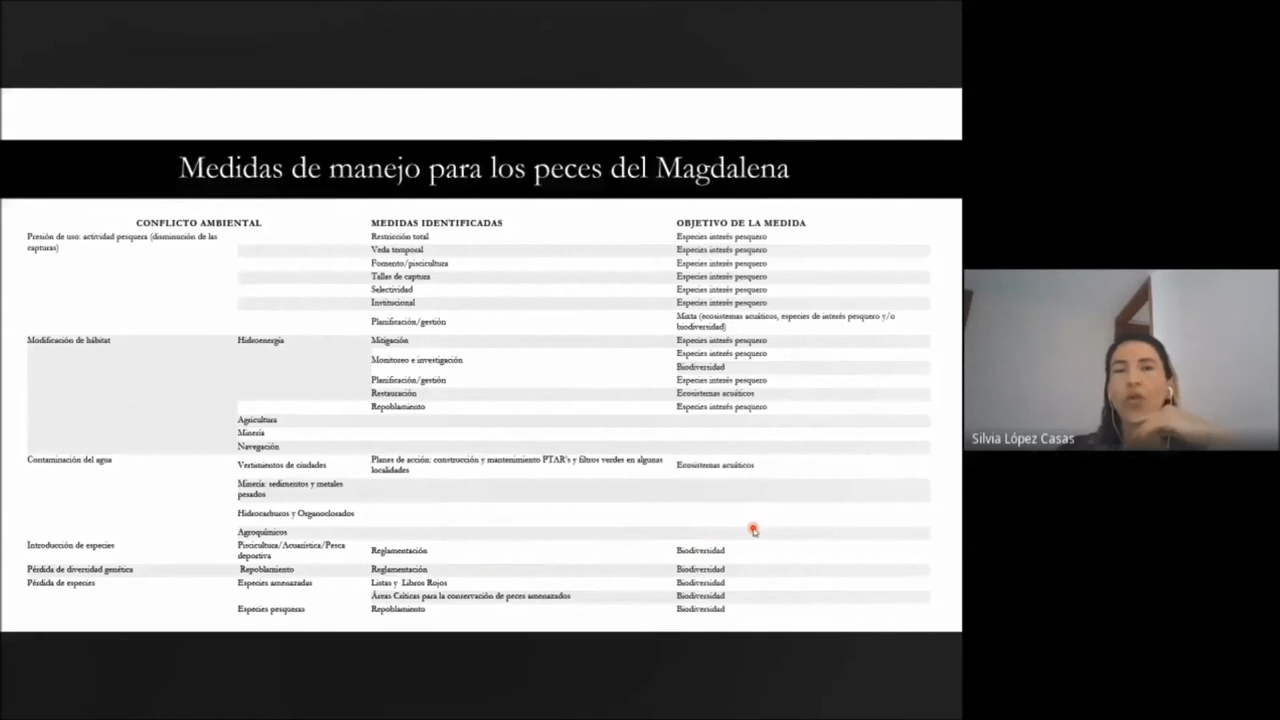 Medidas de manejo para los peces del Magdalena
CONFLICTO AMBIENTAL MEDIDAS IDENTIFICADAS OBJETIVO DE LA MEDIDA
Presión de uso: actividad pesquera (disminución de las capturas) Restricción total Especies interés pesquero
Veda temporal Especies interés pesquero
Fomento/piscicultura Especies interés pesquero
Tallas de captura Especies interés pesquero
Selectividad Especies interés pesquero
Institucional Especies interés pesquero
Planificación/gestión Mixta (ecosistemas acuáticos, especies de interés pesquero y/o biodiversidad)
Modificación de hábitat Hidroenergía Mitigación Especies interés pesquero
Monitoreo e investigación Especies interés pesquero
Biodiversidad
Planificación/gestión Especies interés pesquero
Restauración Ecosistemas acuáticos
Repoblamiento Especies interés pesquero
Agricultura
Minería
Navegación
Contaminación del agua Vertimientos de ciudades Planes de acción: construcción y mantenimiento PTAR's y filtros verdes en algunas localidades Ecosistemas acuáticos
Minería: sedimentos y metales pesados
Hidrocarburos y Organoclorados
Agroquímicos
Introducción de especies Piscicultura/Acuarística/Pesca deportiva Reglamentación Biodiversidad
Pérdida de diversidad genética Repoblamiento Reglamentación Biodiversidad
Pérdida de especies Especies amenazadas Listas y Libros Rojos Biodiversidad
Áreas Críticas para la conservación de peces amenazados Biodiversidad
Especies pesqueras Repoblamiento Biodiversidad
Silvia López Casas